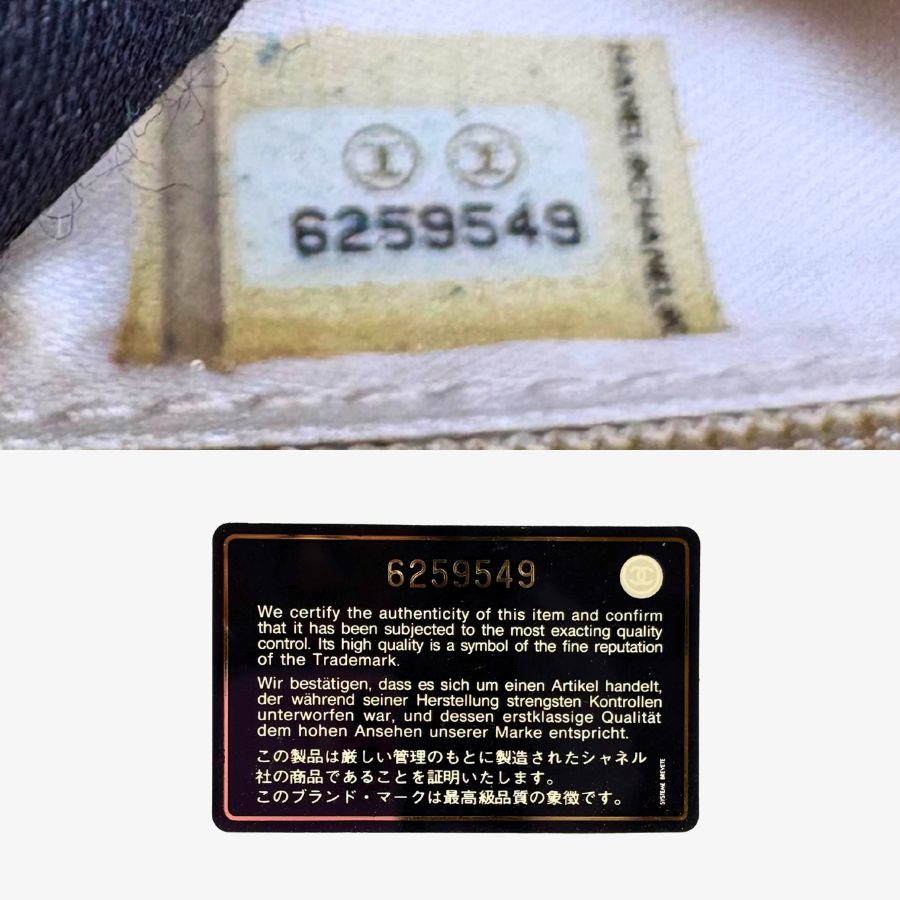 6259549
CHANEL
6259549
We certify the authenticity of this item and confirm
that it has been subjected to the most exacting quality
control. Its high quality is a symbol of the fine reputation
of the Trademark.
Wir bestätigen, dass es sich um einen Artikel handelt,
der während seiner Herstellung strengsten Kontrollen
unterworfen war, und dessen erstklassige Qualität
dem hohen Ansehen unserer Marke entspricht.
この製品は厳しい管理のもとに製造されたシャネル
社の商品であることを証明いたします。
このブランド・マークは最高級品質の象徴です。
SYSTEME BREVETE